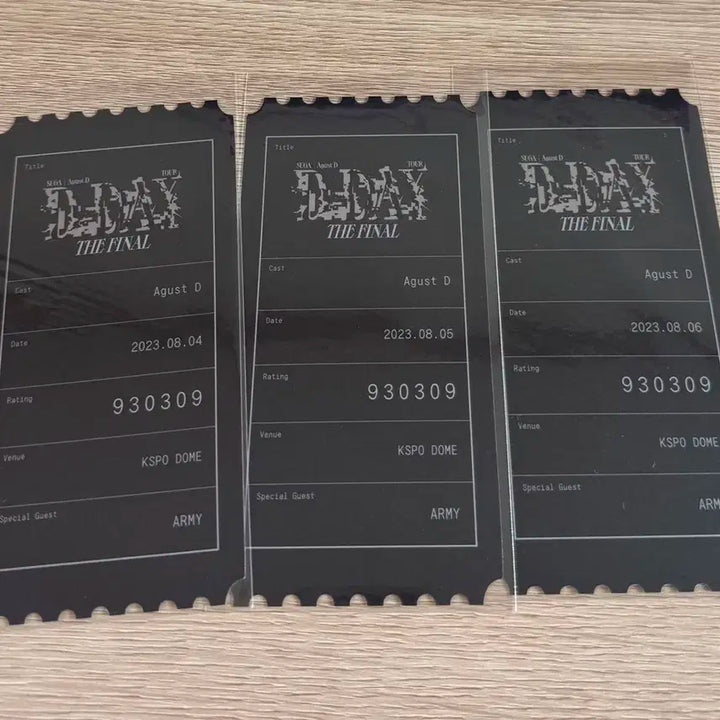 Title
SUGA | Agust D TOUR
D-DAY
THE FINAL
Cast
Agust D
Date
2023.08.04
Rating
930309
Venue
KSPO DOME
Special Guest
ARMY
Title
SUGA | Agust D TOUR
D-DAY
THE FINAL
Cast
Agust D
Date
2023.08.05
Rating
930309
Venue
KSPO DOME
Special Guest
ARMY
Title
SUGA | Agust D TOUR
D-DAY
THE FINAL
Cast
Agust D
Date
2023.08.06
Rating
930309
Venue
KSPO DOME
Special Guest
ARM